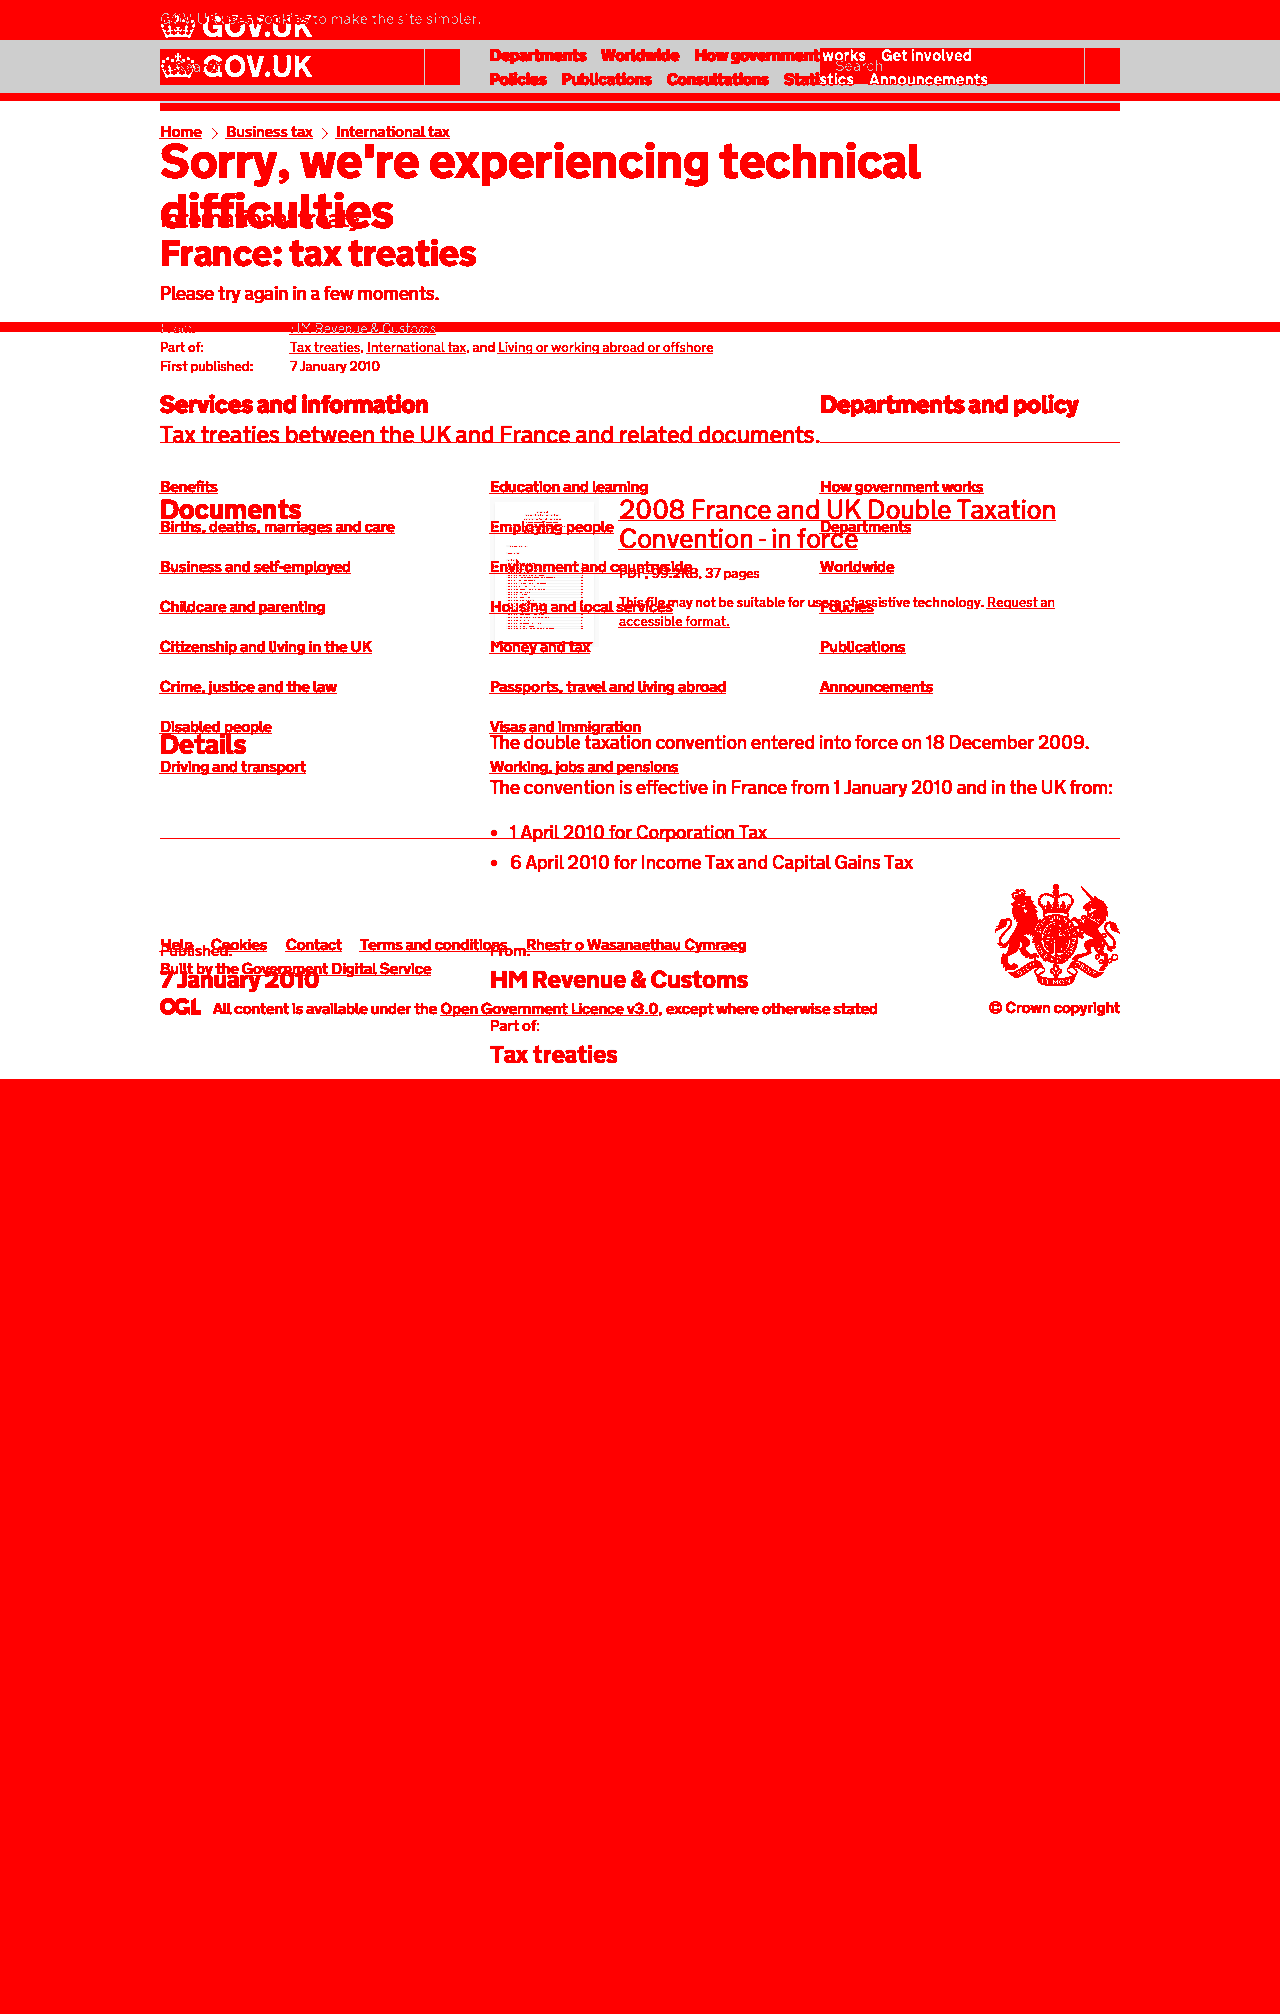 GOV.UK uses cookies to make the site simpler.
GOV.UK
GOV.UK
Search
Departments Worldwide How government works Get involved
Search
Policies Publications Consultations Statistics Announcements
Home Business tax International tax
Sorry, we're experiencing technical
difficulties
International treaty
France: tax treaties
Please try again in a few moments.
From: HM Revenue & Customs
Part of: Tax treaties, International tax, and Living or working abroad or offshore
First published: 7 January 2010
Services and information Departments and policy
Tax treaties between the UK and France and related documents.
Benefits Education and learning How government works
Documents 2008 France and UK Double Taxation
Births, deaths, marriages and care Employing people Departments
Convention - in force
Business and self-employed Environment and countryside Worldwide
PDF, 99.2KB, 37 pages
This file may not be suitable for users of assistive technology. Request an
Childcare and parenting Housing and local services Policies
accessible format.
Citizenship and living in the UK Money and tax Publications
Crime, justice and the law Passports, travel and living abroad Announcements
Disabled people Visas and immigration
Details The double taxation convention entered into force on 18 December 2009.
Driving and transport Working, jobs and pensions
The convention is effective in France from 1 January 2010 and in the UK from:
• 1 April 2010 for Corporation Tax
• 6 April 2010 for Income Tax and Capital Gains Tax
Help Cookies Contact Terms and conditions Rhestr o Wasanaethau Cymraeg
Published: From:
Built by the Government Digital Service
7 January 2010 HM Revenue & Customs
OGL All content is available under the Open Government Licence v3.0, except where otherwise stated © Crown copyright
Part of:
Tax treaties